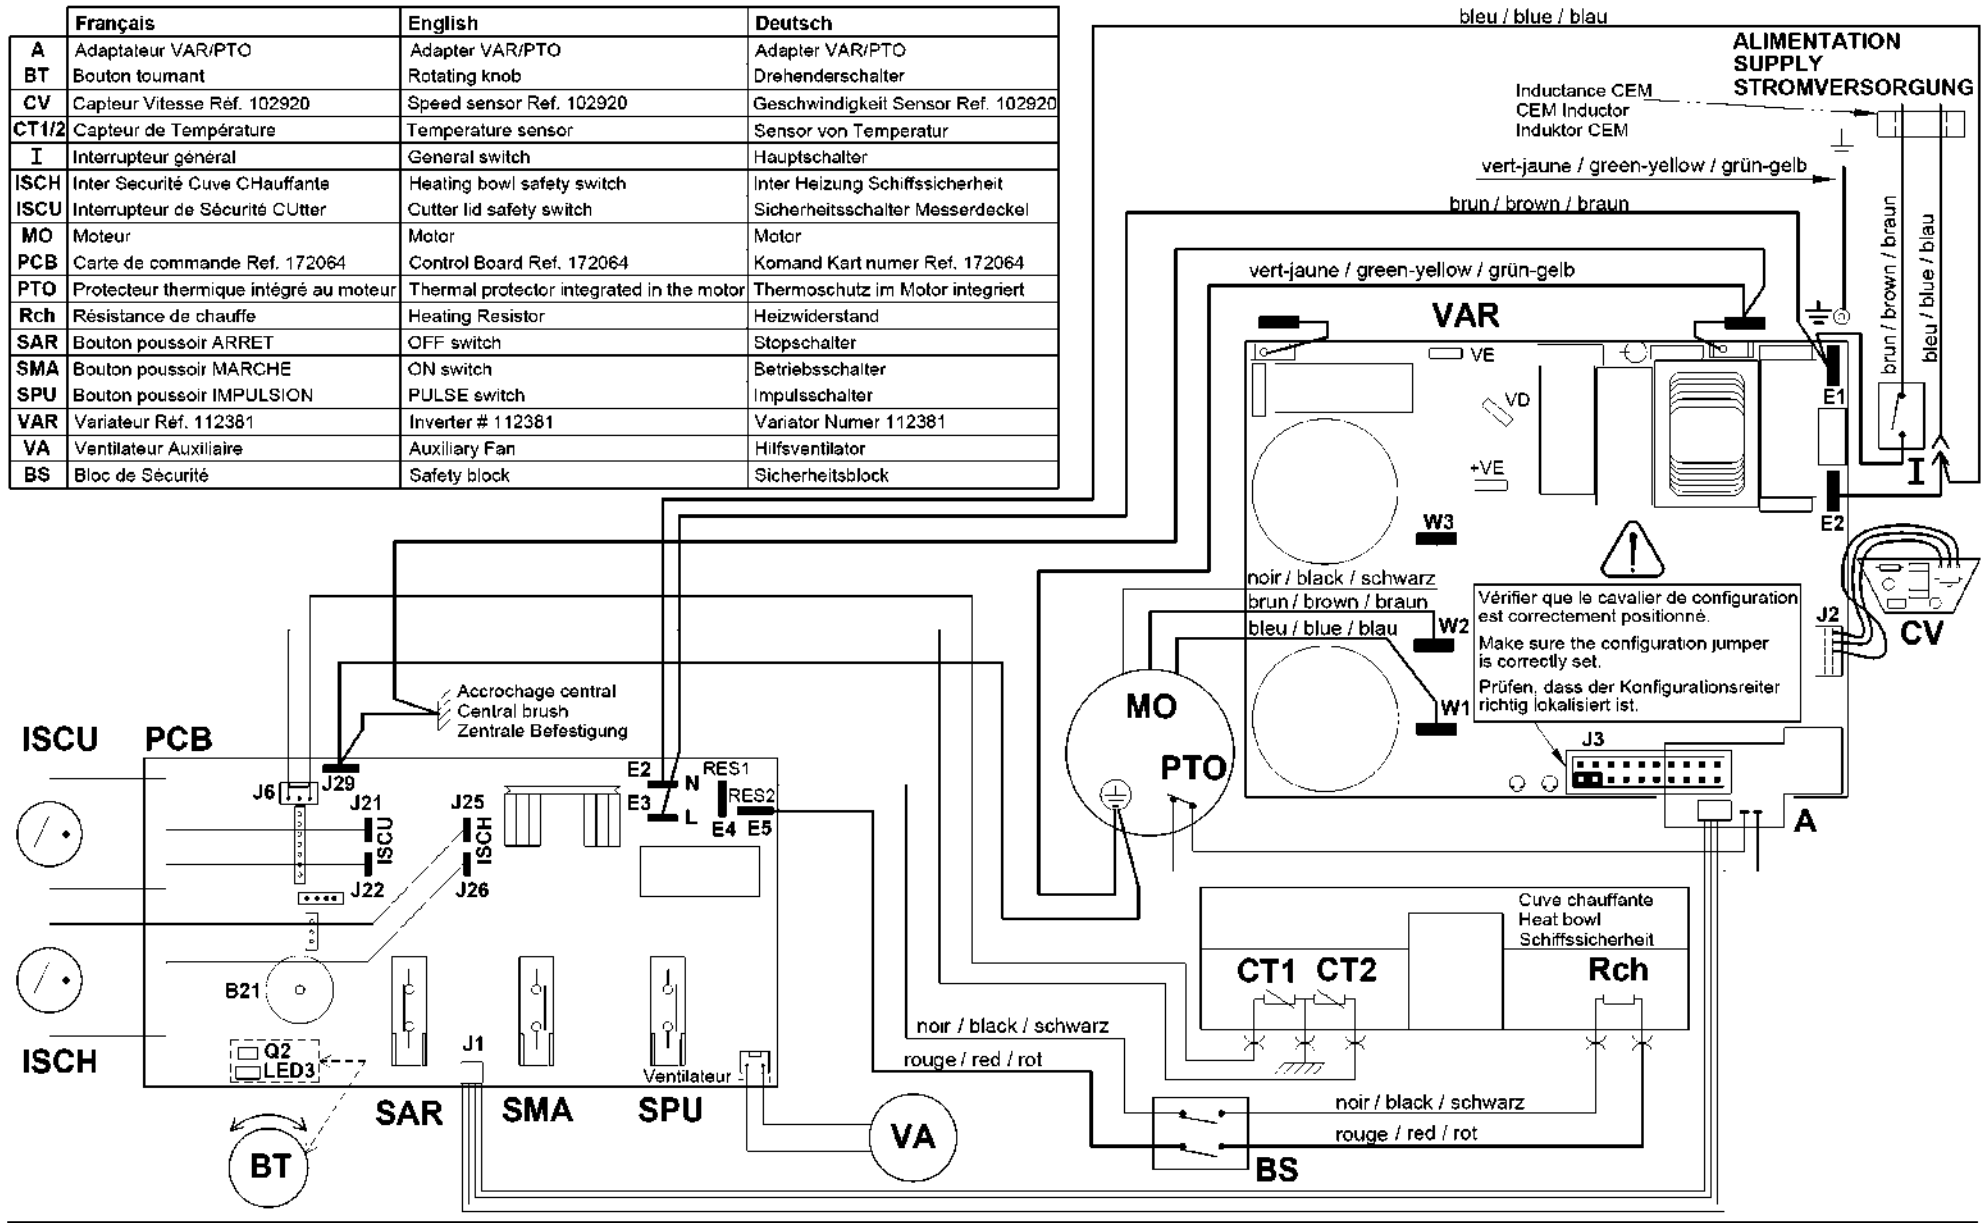 Français English Deutsch
A Adaptateur VAR/PTO Adapter VAR/PTO Adapter VAR/PTO
BT Bouton tournant Rotating knob Drehenderschalter
CV Capteur Vitesse Réf. 102920 Speed sensor Ref. 102920 Geschwindigkeit Sensor Ref. 102920
CT1/2 Capteur de Température Temperature sensor Sensor von Temperatur
I Interrupteur général General switch Hauptschalter
ISCH Inter Securité Cuve CHauffante Heating bowl safety switch Inter Heizung Schiffssicherheit
ISCU Interrupteur de Sécurité CUtter Cutter lid safety switch Sicherheitsschalter Messerdeckel
MO Moteur Motor Motor
PCB Carte de commande Ref. 172064 Control Board Ref. 172064 Komand Kart numer Ref. 172064
PTO Protecteur thermique intégré au moteur Thermal protector integrated in the motor Thermoschutz im Motor integriert
Rch Résistance de chauffe Heating Resistor Heizwiderstand
SAR Bouton poussoir ARRET OFF switch Stopschalter
SMA Bouton poussoir MARCHE ON switch Betriebsschalter
SPU Bouton poussoir IMPULSION PULSE switch Impulsschalter
VAR Variateur Réf. 112381 Inverter # 112381 Variator Numer 112381
VA Ventilateur Auxiliaire Auxiliary Fan Hilfsventilator
BS Bloc de Sécurité Safety block Sicherheitsblock
bleu / blue / blau
ALIMENTATION
SUPPLY
STROMVERSORGUNG
Inductance CEM
CEM Inductor
Induktor CEM
vert-jaune / green-yellow / grün-gelb
brun / brown / braun
brun / brown / braun
bleu / blue / blau
vert-jaune / green-yellow / grün-gelb
VAR
VE
VD
+VE
E1
I
E2
W3
noir / black / schwarz
brun / brown / braun
bleu / blue / blau
W2
W1
Vérifier que le cavalier de configuration
est correctement positionné.
Make sure the configuration jumper
is correctly set.
Prüfen, dass der Konfigurationsreiter
richtig lokalisiert ist.
J2
CV
J3
A
MO
PTO
Accrochage central
Central brush
Zentrale Befestigung
ISCU
PCB
J6
J29
J21
ISCU
J22
J25
ISCH
J26
E2
N
E3
L
RES1
RES2
E4
E5
B21
Q2
LED3
J1
ISCH
Ventilateur
SAR
SMA
SPU
BT
VA
Cuve chauffante
Heat bowl
Schiffssicherheit
CT1
CT2
Rch
noir / black / schwarz
rouge / red / rot
noir / black / schwarz
rouge / red / rot
BS